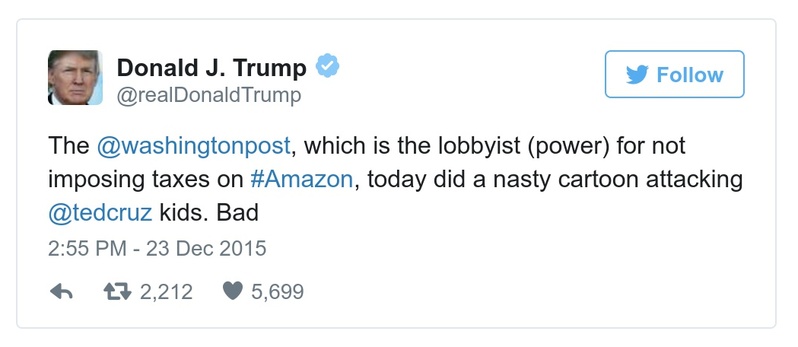 Donald J. Trump
@realDonaldTrump
Follow
The @washingtonpost, which is the lobbyist (power) for not
imposing taxes on #Amazon, today did a nasty cartoon attacking
@tedcruz kids. Bad
2:55 PM - 23 Dec 2015
2,212 5,699